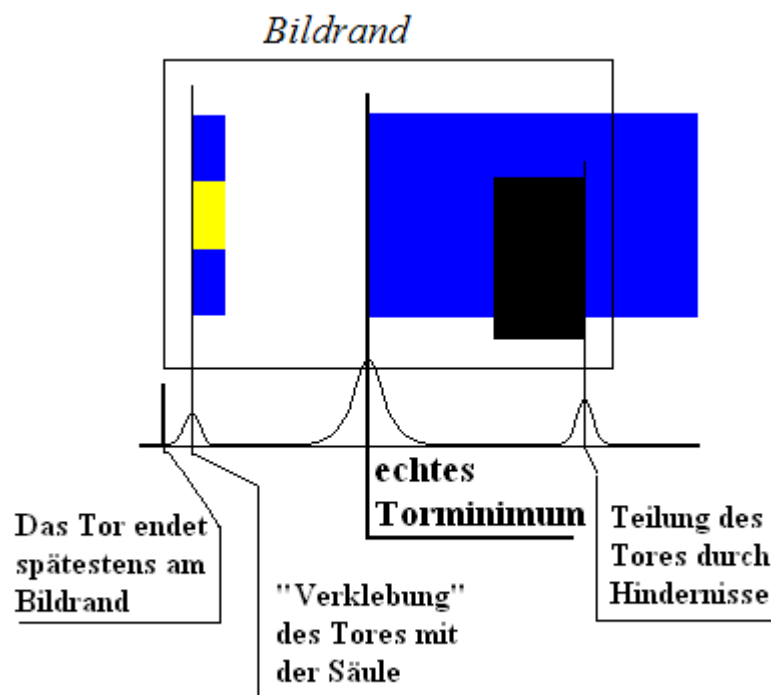 Bildrand
echtes
Torminimum
Das Tor endet
spätestens am
Bildrand
"Verklebung"
des Tores mit
der Säule
Teilung des
Tores durch
Hindernisse